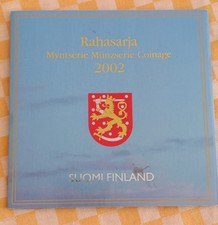 Rahasarja
Myntserie Münzserie Coinage
2002
SUOMI FINLAND